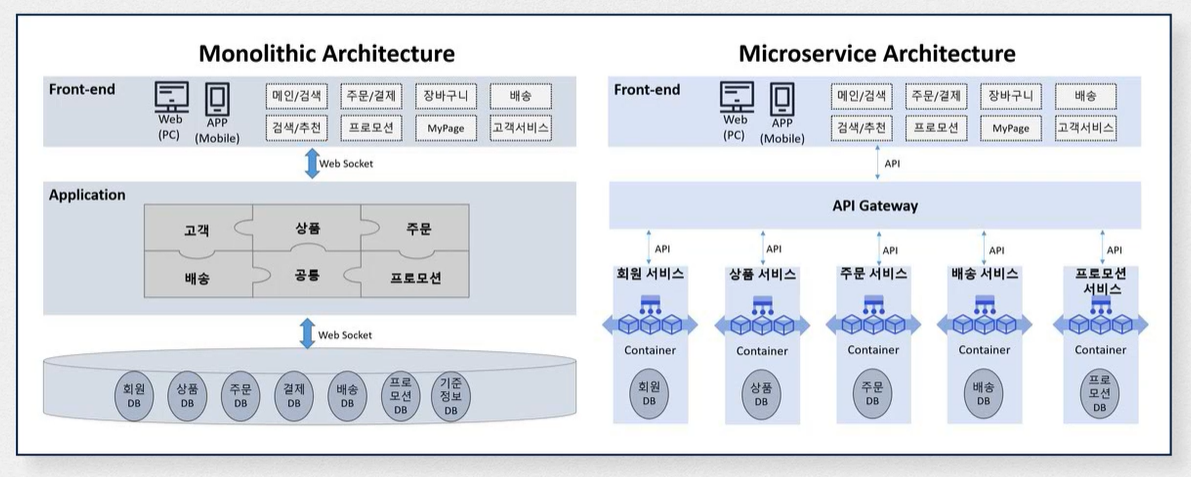 Monolithic Architecture
Front-end
Web
(PC)
APP
(Mobile)
메인/검색
주문/결제
장바구니
배송
검색/추천
프로모션
MyPage
고객서비스
Web Socket
Application
고객
상품
주문
배송
공통
프로모션
Web Socket
회원
DB
상품
DB
주문
DB
결제
DB
배송
DB
프로
모션
DB
기준
정보
DB
Microservice Architecture
Front-end
Web
(PC)
APP
(Mobile)
메인/검색
주문/결제
장바구니
배송
검색/추천
프로모션
MyPage
고객서비스
API
API Gateway
API
API
API
API
API
회원 서비스
Container
회원
DB
상품 서비스
Container
상품
DB
주문 서비스
Container
주문
DB
배송 서비스
Container
배송
DB
프로모션
서비스
Container
프로
모션
DB